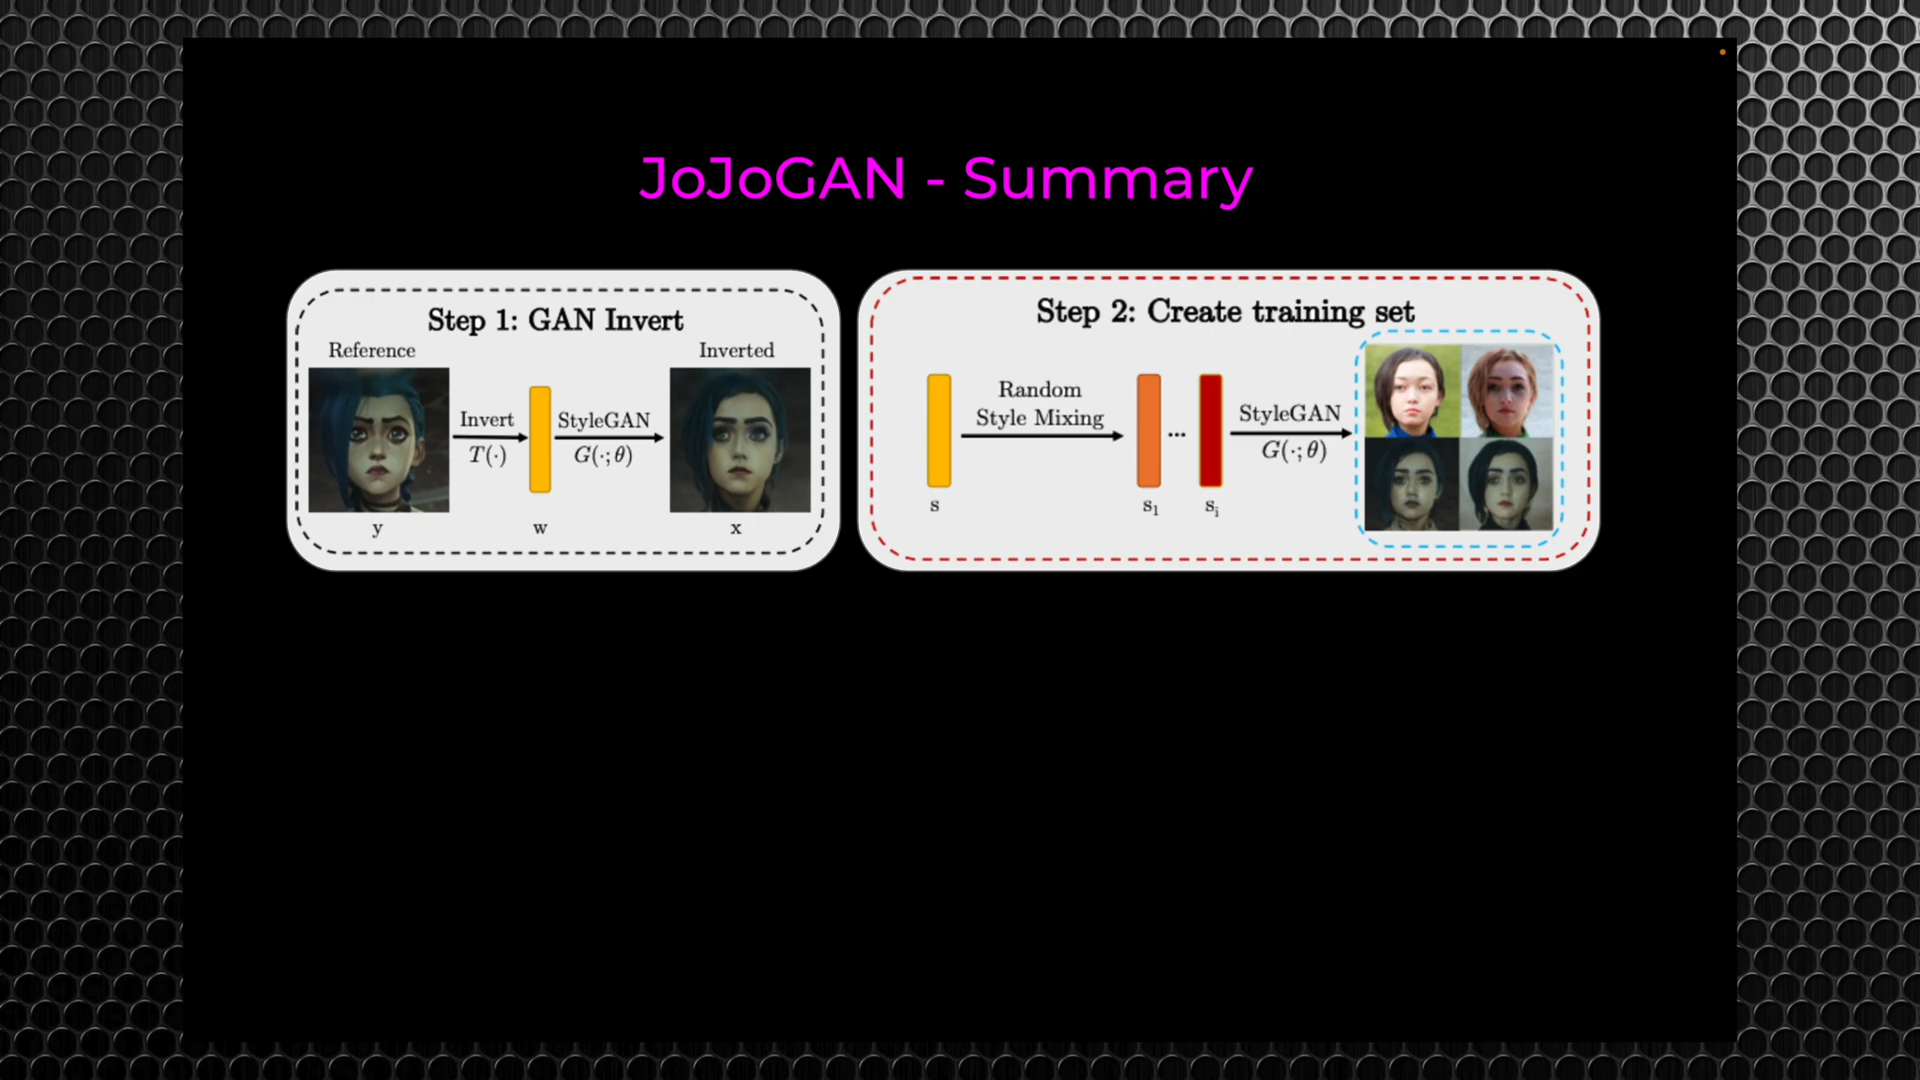 JoJoGAN - Summary
Step 1: GAN Invert
Reference
Inverted
Invert
T(·)
StyleGAN
G(·; θ)
y
w
x
Step 2: Create training set
Random
Style Mixing
...
StyleGAN
G(·; θ)
s
s₁
sᵢ